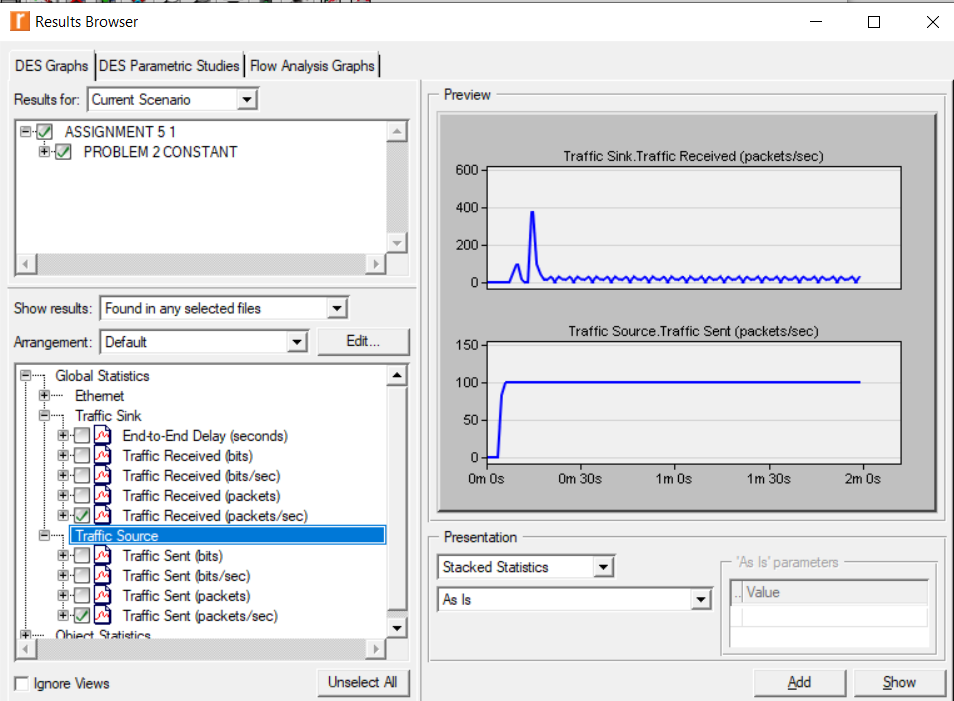 Results Browser
DES Graphs DES Parametric Studies Flow Analysis Graphs
Results for: Current Scenario
ASSIGNMENT 5 1
PROBLEM 2 CONSTANT
Show results: Found in any selected files
Arrangement: Default Edit...
Global Statistics
Ethernet
Traffic Sink
End-to-End Delay (seconds)
Traffic Received (bits)
Traffic Received (bits/sec)
Traffic Received (packets)
Traffic Received (packets/sec)
Traffic Source
Traffic Sent (bits)
Traffic Sent (bits/sec)
Traffic Sent (packets)
Traffic Sent (packets/sec)
Object Statistics
Ignore Views Unselect All
Preview
Traffic Sink.Traffic Received (packets/sec)
600
400
200
0
Traffic Source.Traffic Sent (packets/sec)
150
100
50
0
0m 0s 0m 30s 1m 0s 1m 30s 2m 0s
Presentation
Stacked Statistics
As Is
'As Is' parameters
.. Value
Add Show